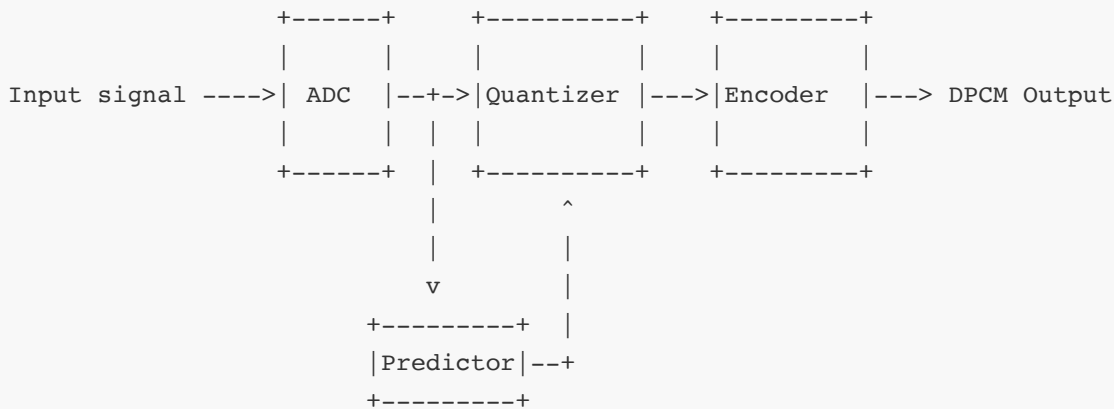 Input signal ---->| ADC |--+->|Quantizer |--->|Encoder |---> DPCM Output
|Predictor|--+